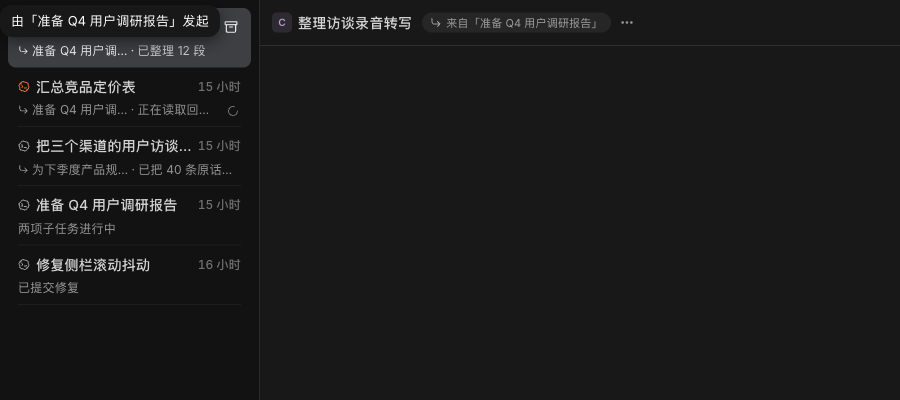 由「准备 Q4 用户调研报告」发起
准备 Q4 用户调... · 已整理 12 段
汇总竞品定价表 15 小时
准备 Q4 用户调... · 正在读取回...
把三个渠道的用户访谈... 15 小时
为下季度产品规... · 已把 40 条原话...
准备 Q4 用户调研报告 15 小时
两项子任务进行中
修复侧栏滚动抖动 16 小时
已提交修复
C 整理访谈录音转写 来自「准备 Q4 用户调研报告」